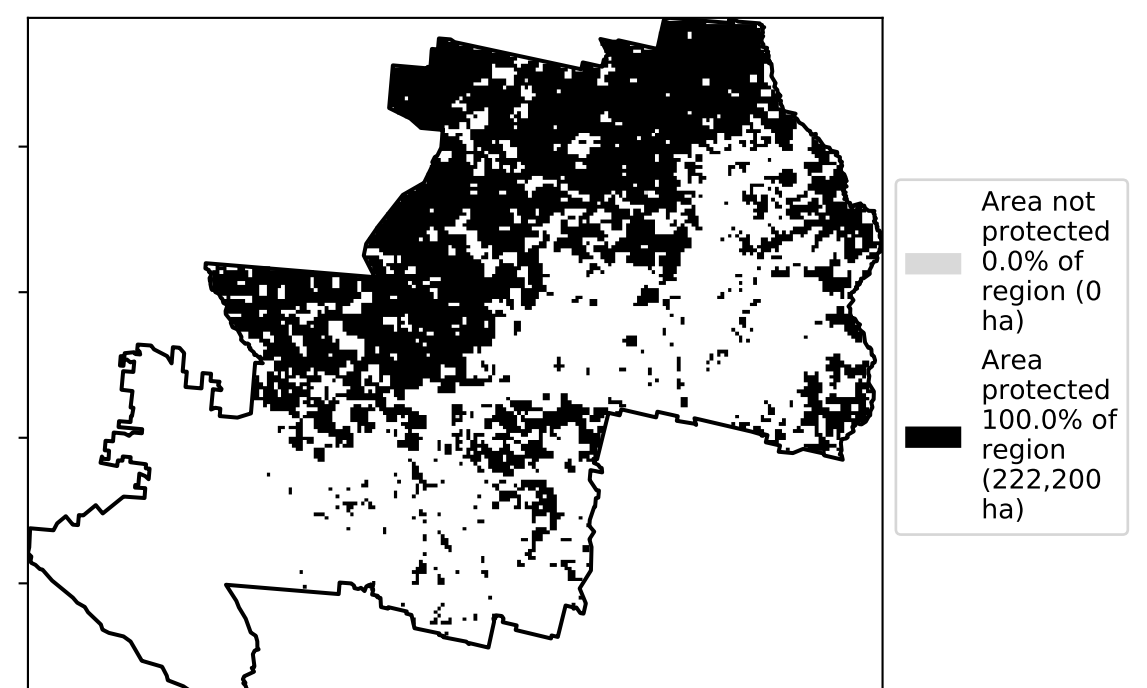 Area not
protected
0.0% of
region (0
ha)
Area
protected
100.0% of
region
(222,200
ha)